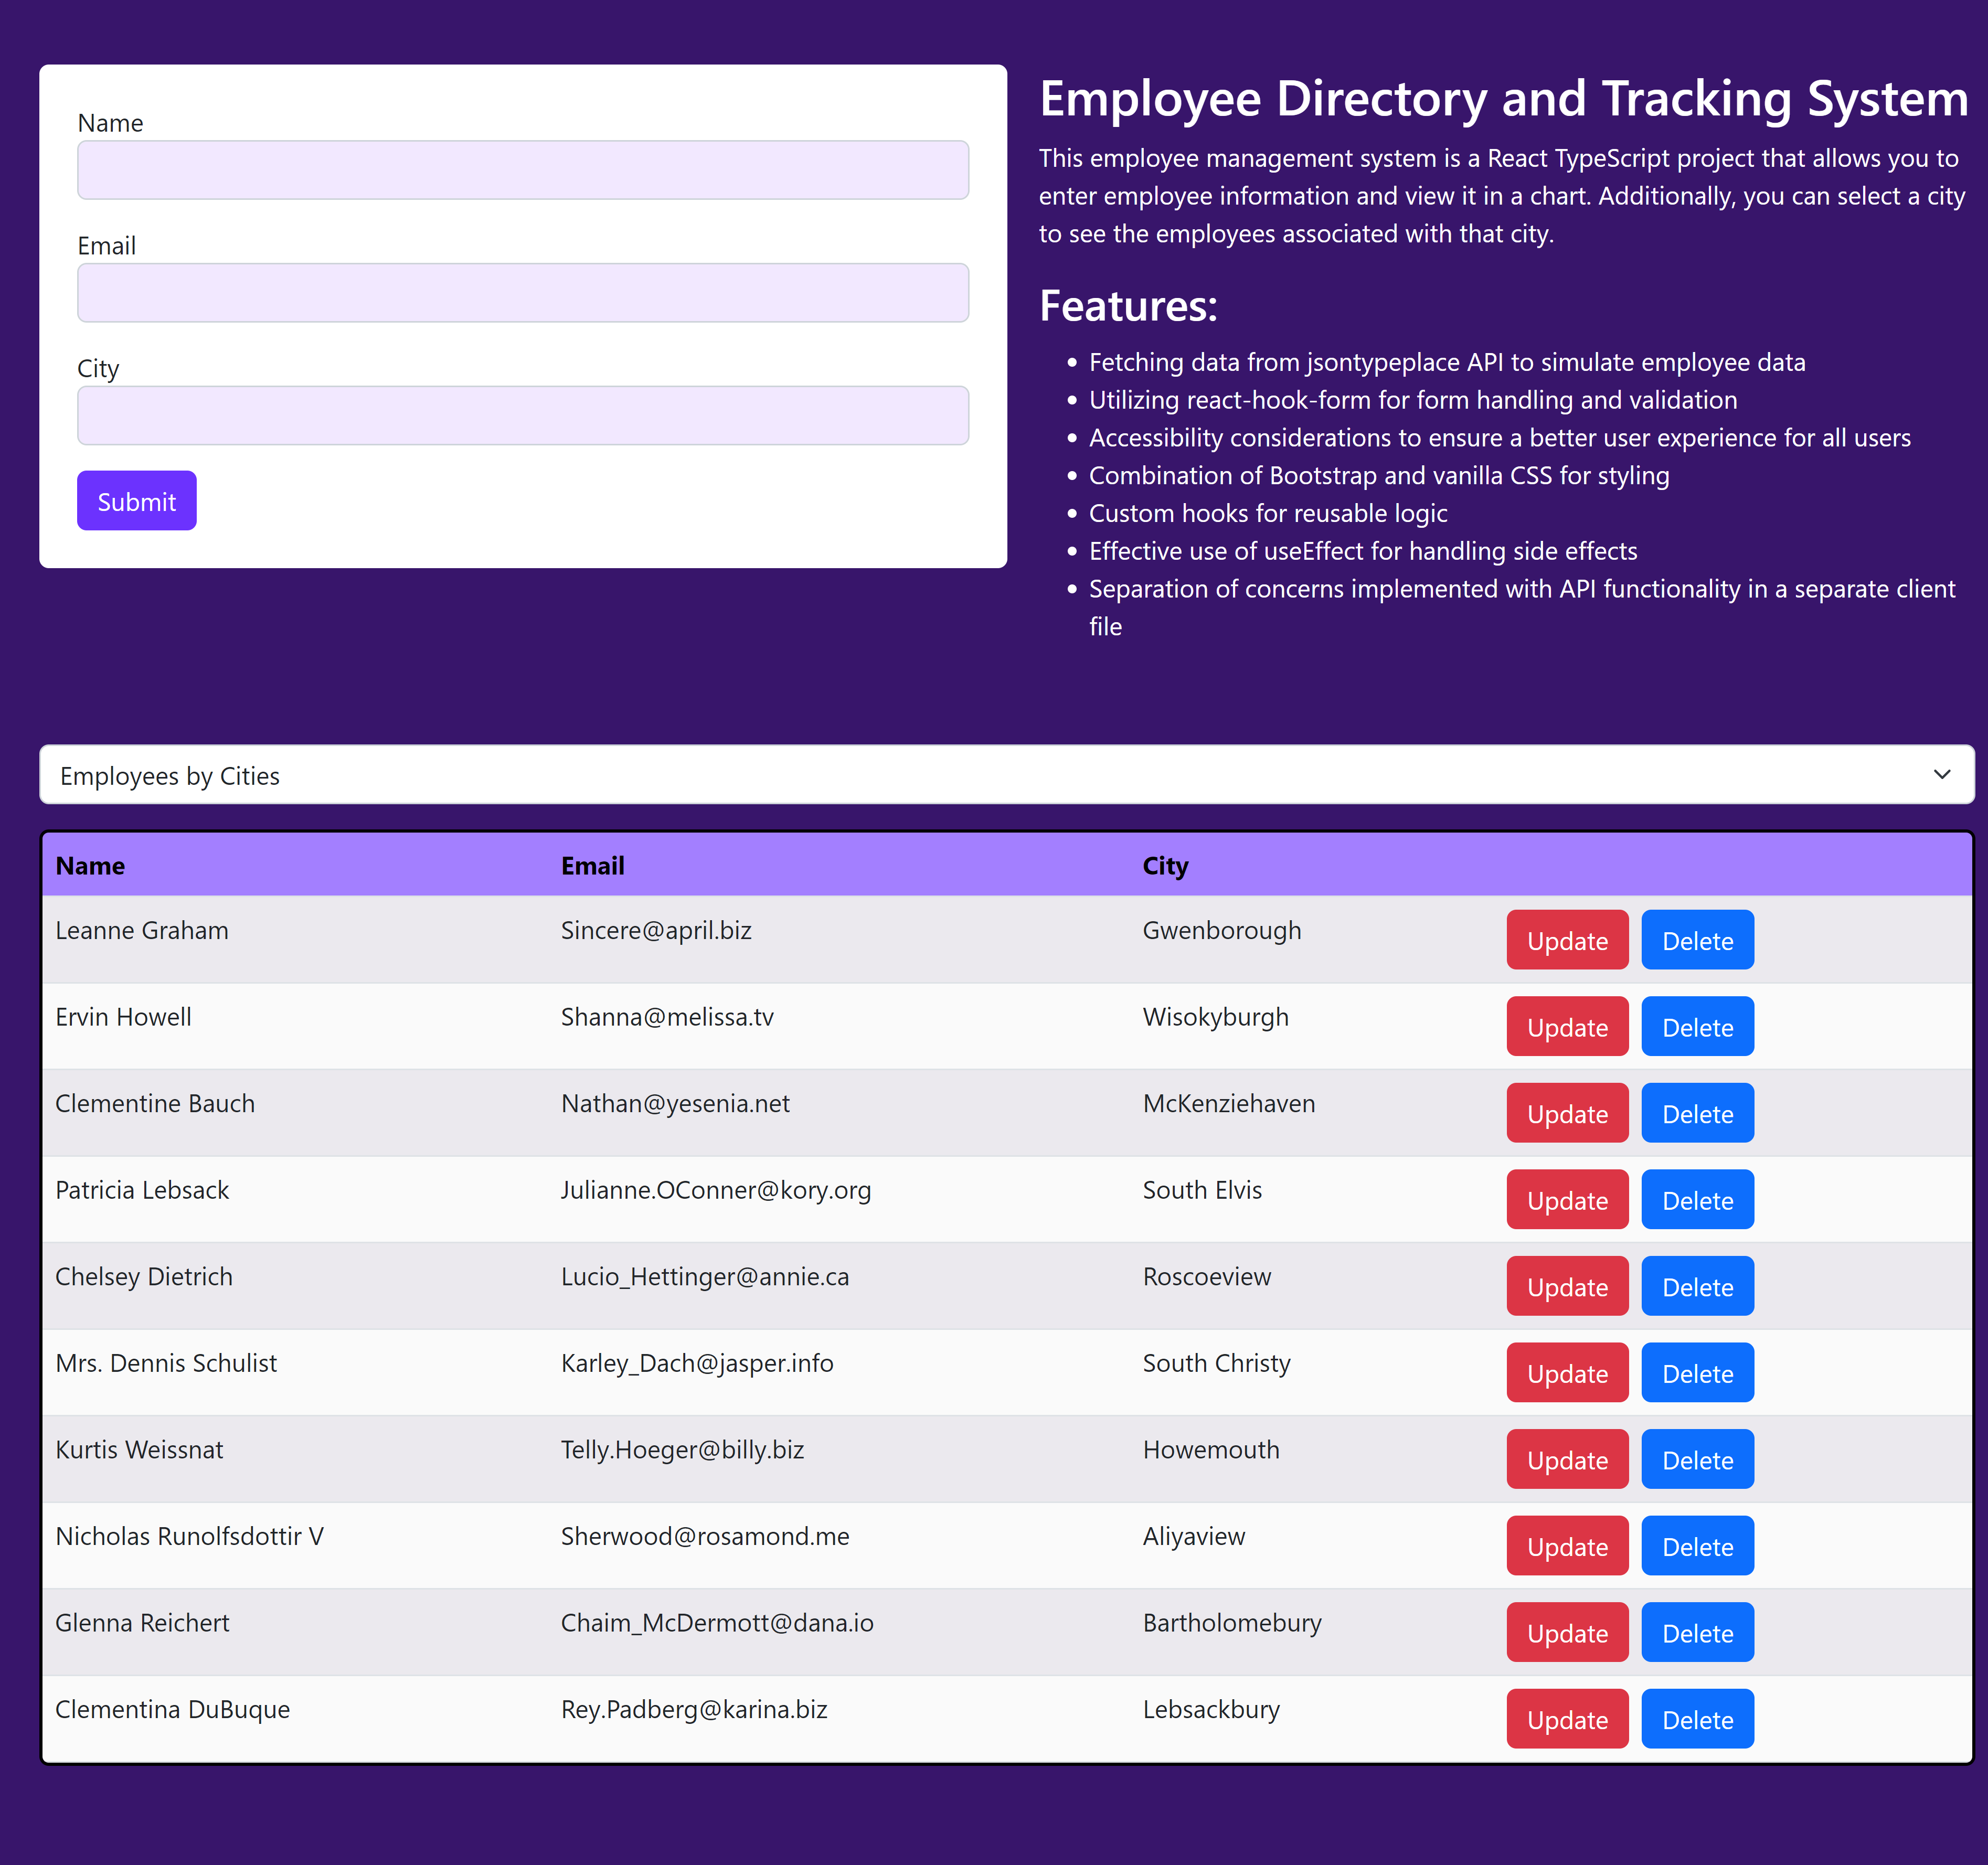 Name
Email
City
Submit
Employee Directory and Tracking System
This employee management system is a React TypeScript project that allows you to
enter employee information and view it in a chart. Additionally, you can select a city
to see the employees associated with that city.
Features:
• Fetching data from jsontypeplace API to simulate employee data
• Utilizing react-hook-form for form handling and validation
• Accessibility considerations to ensure a better user experience for all users
• Combination of Bootstrap and vanilla CSS for styling
• Custom hooks for reusable logic
• Effective use of useEffect for handling side effects
• Separation of concerns implemented with API functionality in a separate client
file
Employees by Cities
Name Email City
Leanne Graham Sincere@april.biz Gwenborough Update Delete
Ervin Howell Shanna@melissa.tv Wisokyburgh Update Delete
Clementine Bauch Nathan@yesenia.net McKenziehaven Update Delete
Patricia Lebsack Julianne.OConner@kory.org South Elvis Update Delete
Chelsey Dietrich Lucio_Hettinger@annie.ca Roscoeview Update Delete
Mrs. Dennis Schulist Karley_Dach@jasper.info South Christy Update Delete
Kurtis Weissnat Telly.Hoeger@billy.biz Howemouth Update Delete
Nicholas Runolfsdottir V Sherwood@rosamond.me Aliyaview Update Delete
Glenna Reichert Chaim_McDermott@dana.io Bartholomebury Update Delete
Clementina DuBuque Rey.Padberg@karina.biz Lebsackbury Update Delete